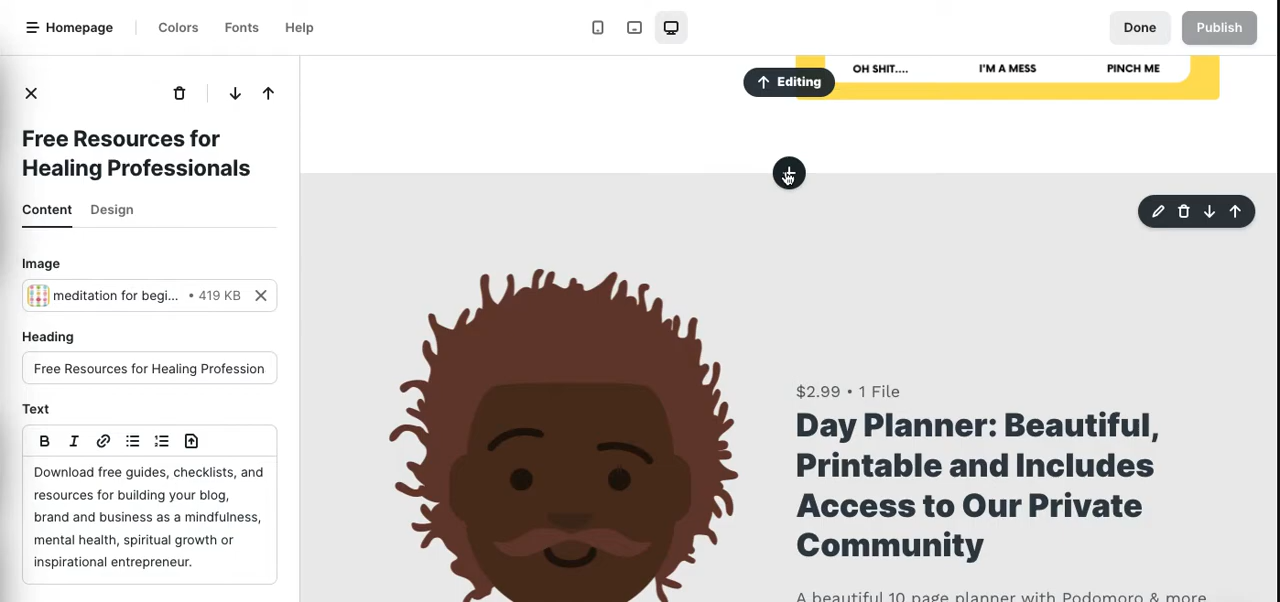 Homepage
Colors
Fonts
Help
Done
Publish
Free Resources for
Healing Professionals
Content
Design
Image
meditation for begi... • 419 KB
Heading
Free Resources for Healing Profession
Text
B I
Download free guides, checklists, and
resources for building your blog,
brand and business as a mindfulness,
mental health, spiritual growth or
inspirational entrepreneur.
OH SHIT.... I'M A MESS PINCH ME
Editing
$2.99 • 1 File
Day Planner: Beautiful,
Printable and Includes
Access to Our Private
Community
A beautiful 10 page planner with Podomoro & more